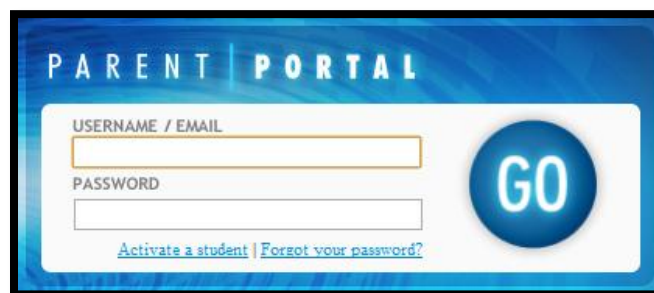 PARENT | PORTAL
USERNAME / EMAIL
GO
PASSWORD
Activate a student | Forgot your password?